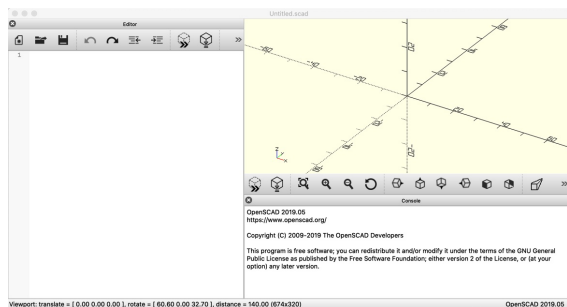 Untitled.scad
Editor
1
Console
OpenSCAD 2019.05
https://www.openscad.org/
Copyright (C) 2009-2019 The OpenSCAD Developers
This program is free software; you can redistribute it and/or modify it under the terms of the GNU General
Public License as published by the Free Software Foundation; either version 2 of the License, or (at your
option) any later version.
Viewport: translate = [ 0.00 0.00 0.00 ], rotate = [ 60.60 0.00 32.70 ], distance = 140.00 (674x320)
OpenSCAD 2019.05